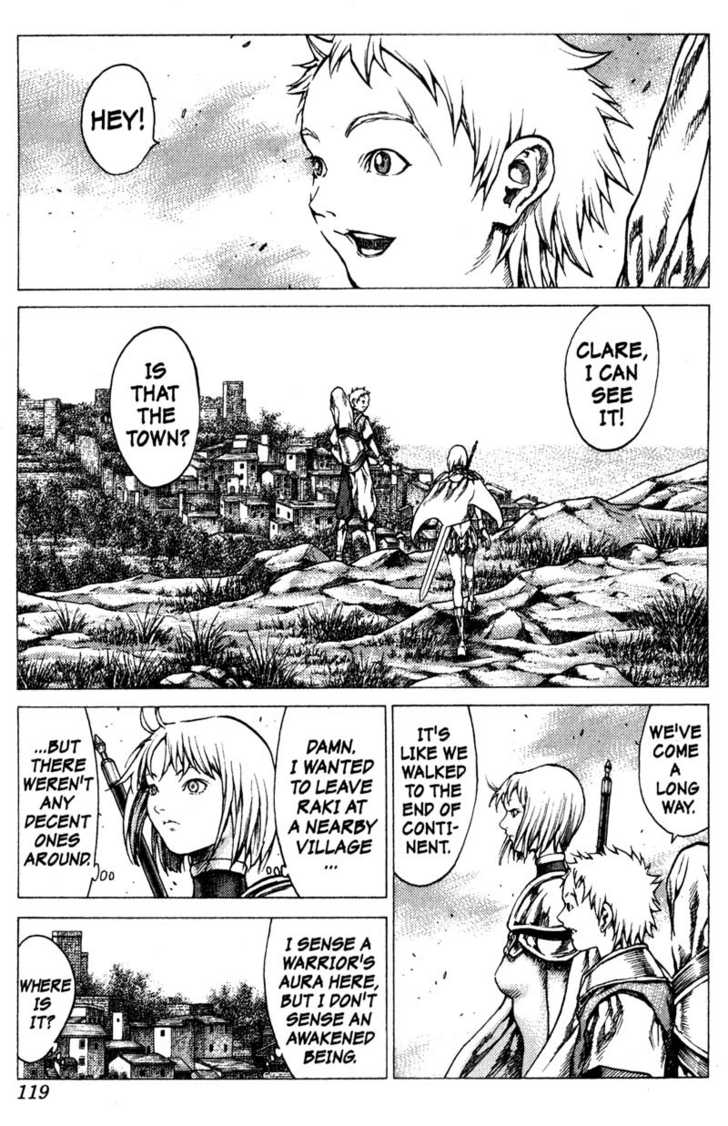 HEY!
CLARE,
I CAN
SEE
IT!
IS
THAT
THE
TOWN?
WE'VE
COME
A
LONG
WAY.
IT'S
LIKE WE
WALKED
TO THE
END OF
CONTI-
NENT.
DAMN.
I WANTED
TO LEAVE
RAKI AT
A NEARBY
VILLAGE
...
...BUT
THERE
WEREN'T
ANY
DECENT
ONES
AROUND.
I SENSE A
WARRIOR'S
AURA HERE,
BUT I DON'T
SENSE AN
AWAKENED
BEING.
WHERE
IS
IT?
119